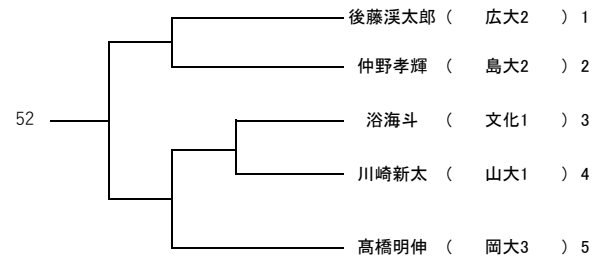 後藤渓太郎（ 広大2 ）1
仲野孝輝（ 島大2 ）2
52 浴海斗（ 文化1 ）3
川崎新太（ 山大1 ）4
髙橋明伸（ 岡大3 ）5